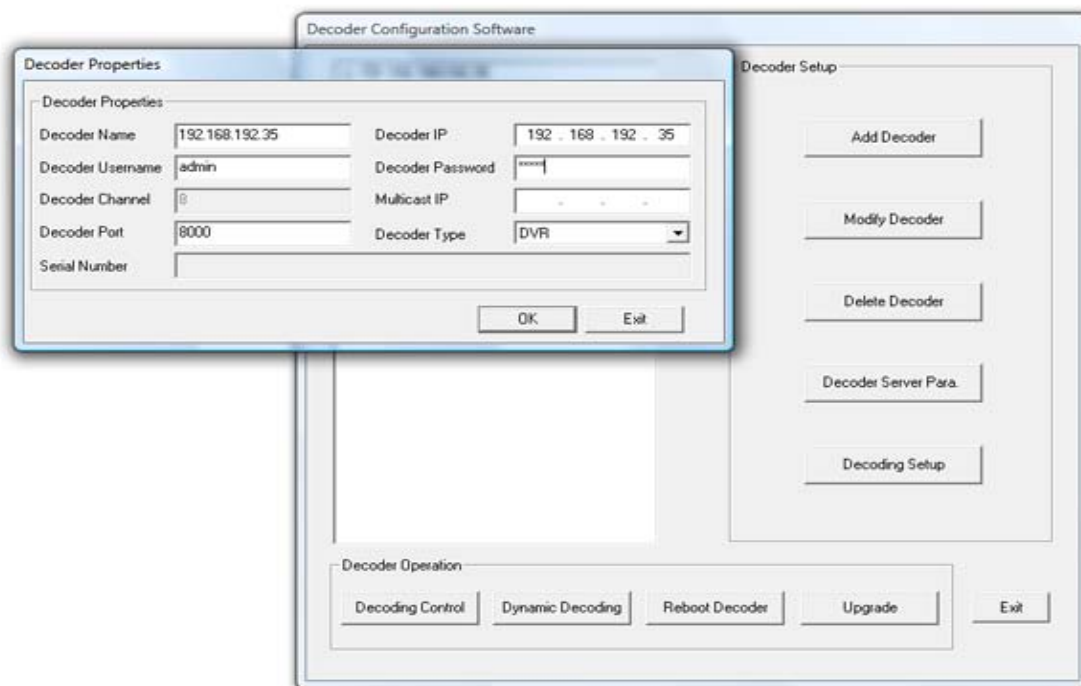 Decoder Configuration Software
Decoder Properties
Decoder Properties
Decoder Name 192.168.192.35 Decoder IP 192 . 168 . 192 . 35
Decoder Username admin Decoder Password *****
Decoder Channel 8 Multicast IP . . .
Decoder Port 8000 Decoder Type DVR
Serial Number
OK Exit
Decoder Setup
Add Decoder
Modify Decoder
Delete Decoder
Decoder Server Para.
Decoding Setup
Decoder Operation
Decoding Control Dynamic Decoding Reboot Decoder Upgrade Exit